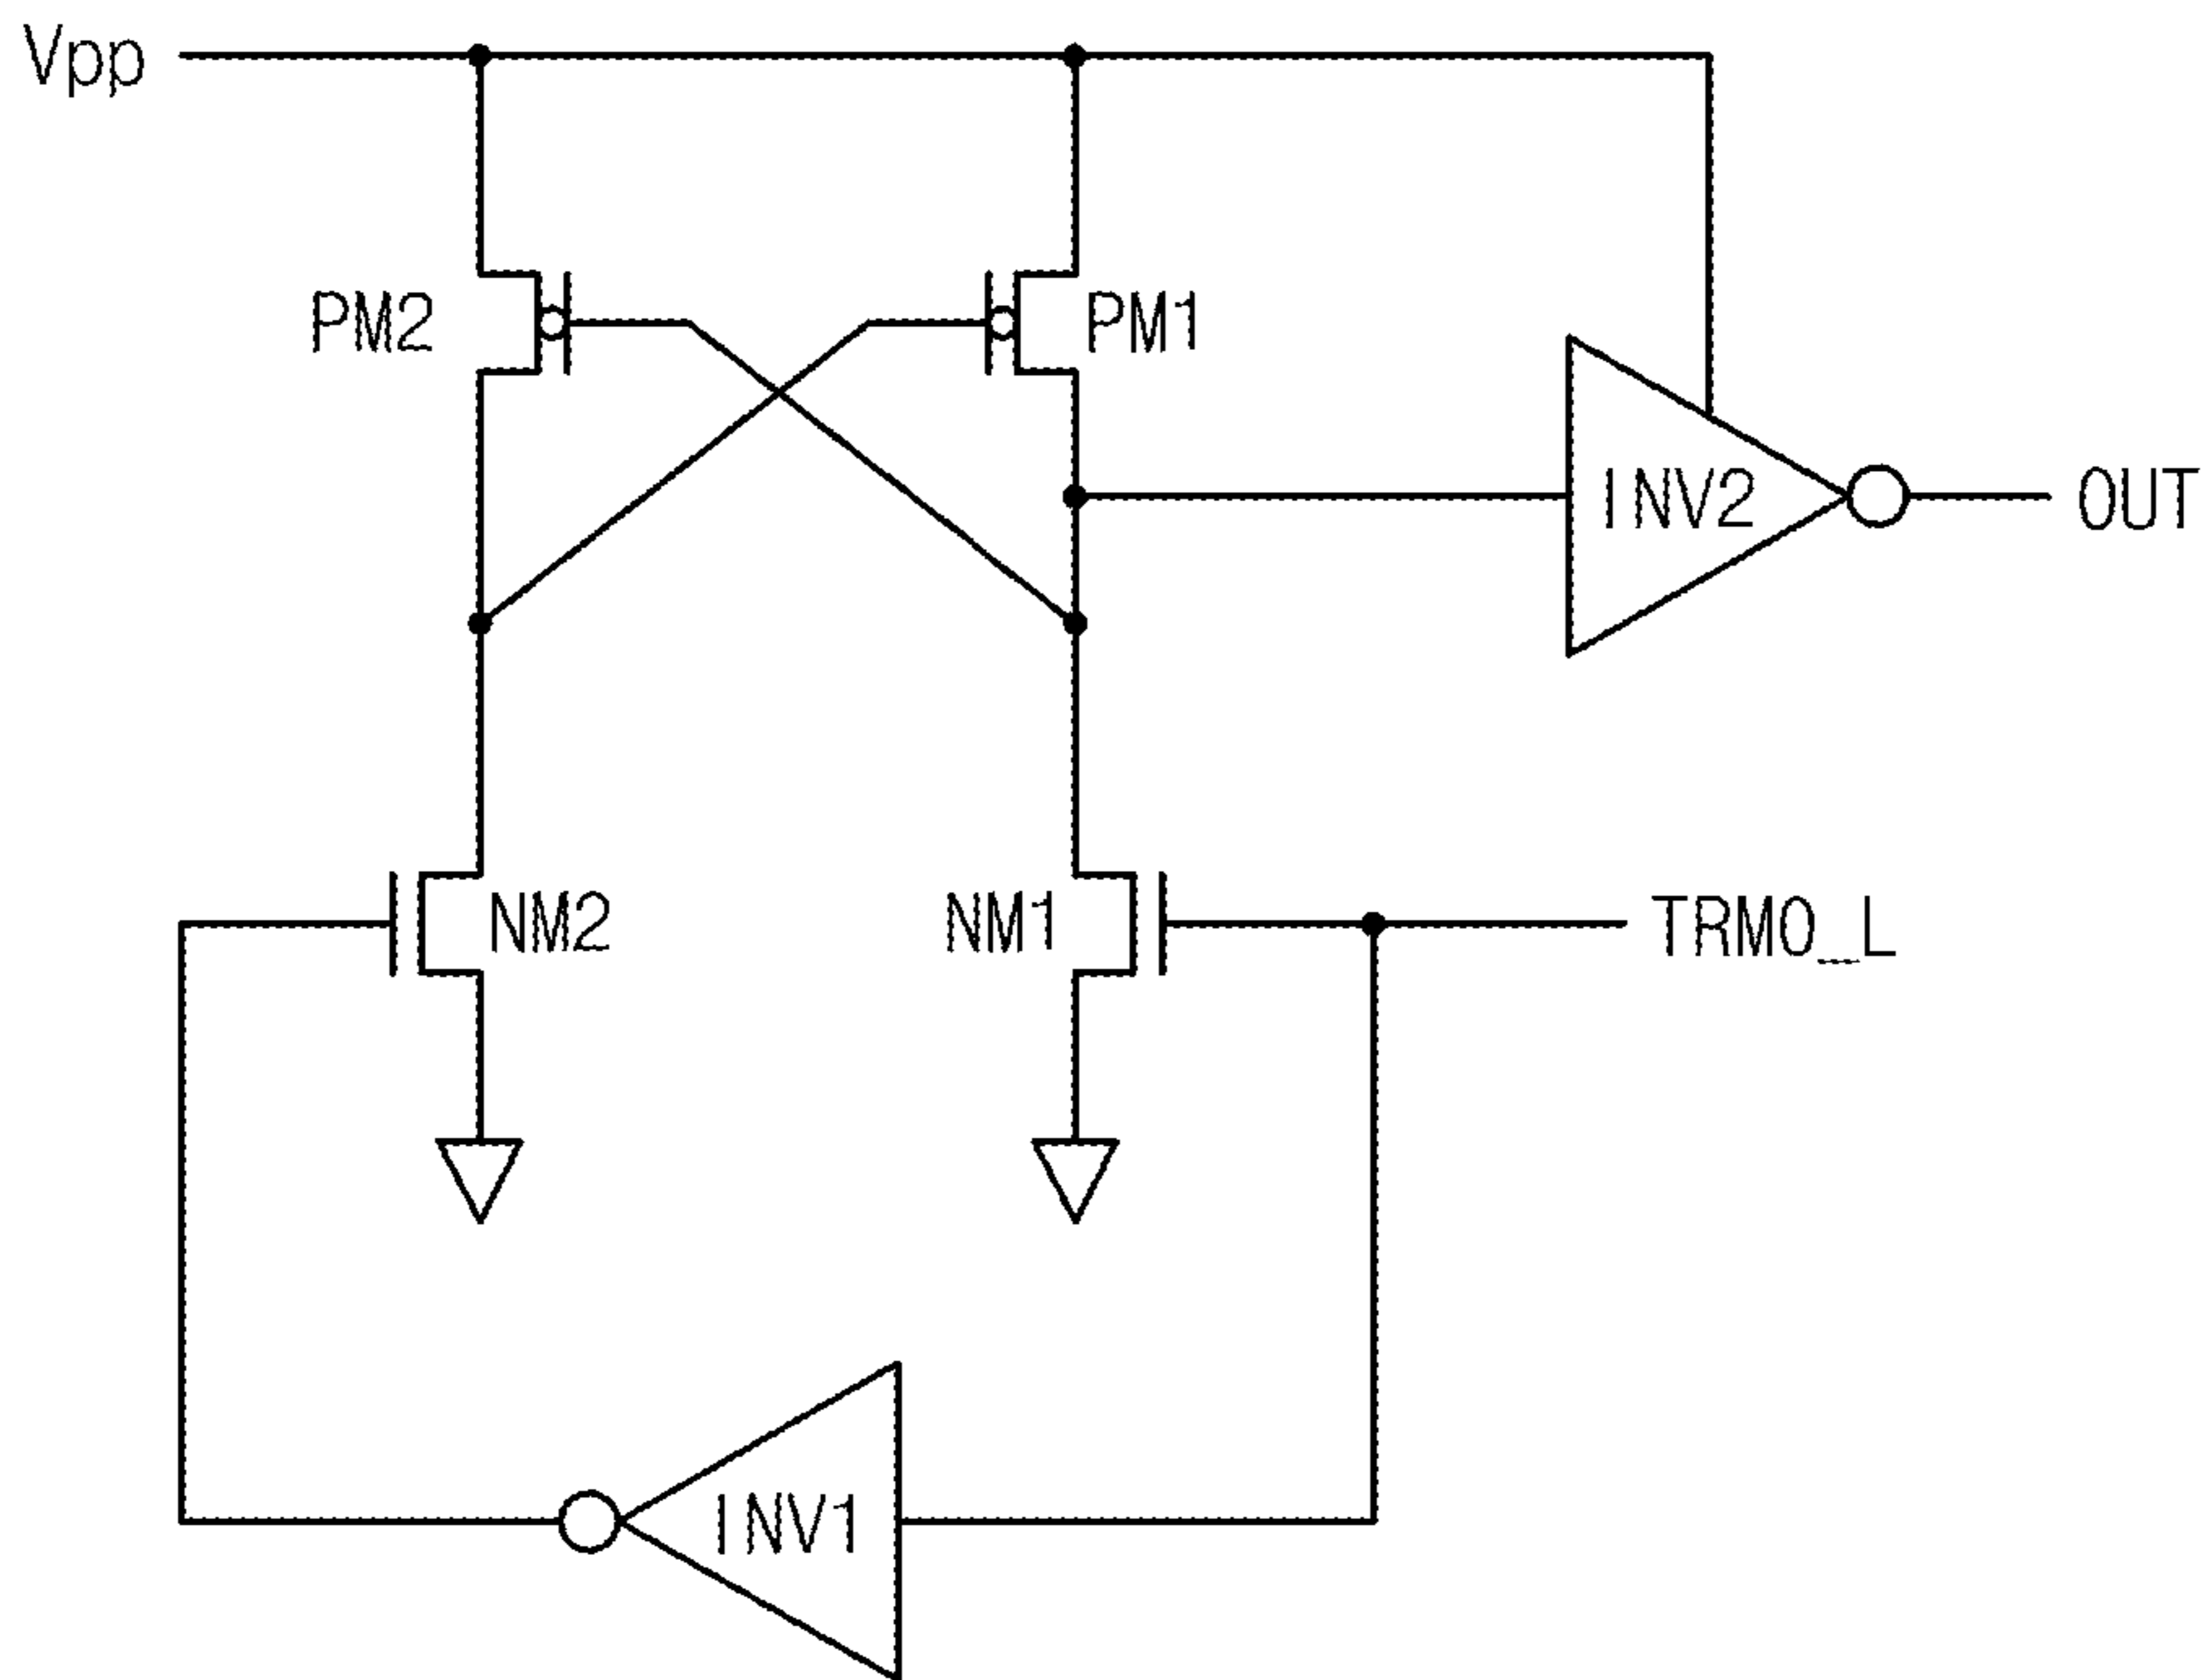 Vpp
PM2
PM1
INV2
OUT
NM2
NM1
TRM0_L
INV1